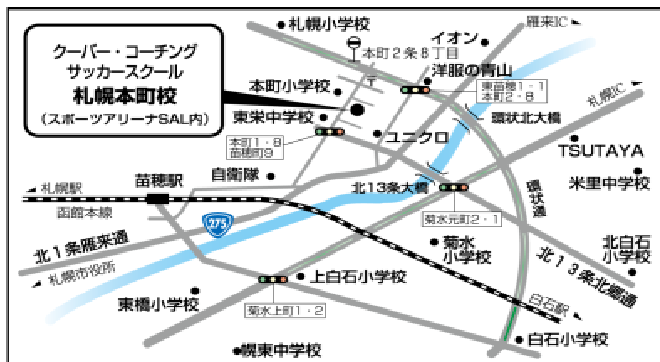 クーバー・コーチング
サッカースクール
札幌本町校
(スポーツアリーナSAL内)
札幌小学校
イオン
雁来IC
本町2条8丁目
洋服の青山
本町小学校
東苗穂1・1
本町2・8
札幌IC
東栄中学校
環状北大橋
本町1・8
苗穂町9
ユニクロ
TSUTAYA
自衛隊
北13条大橋
米里中学校
札幌駅
苗穂駅
函館本線
275
環状通
菊水元町2・1
北1条雁来通
菊水
小学校
北白石
小学校
札幌市役所
北13条北郷通
上白石小学校
白石駅
東橋小学校
菊水上町1・2
白石小学校
幌東中学校